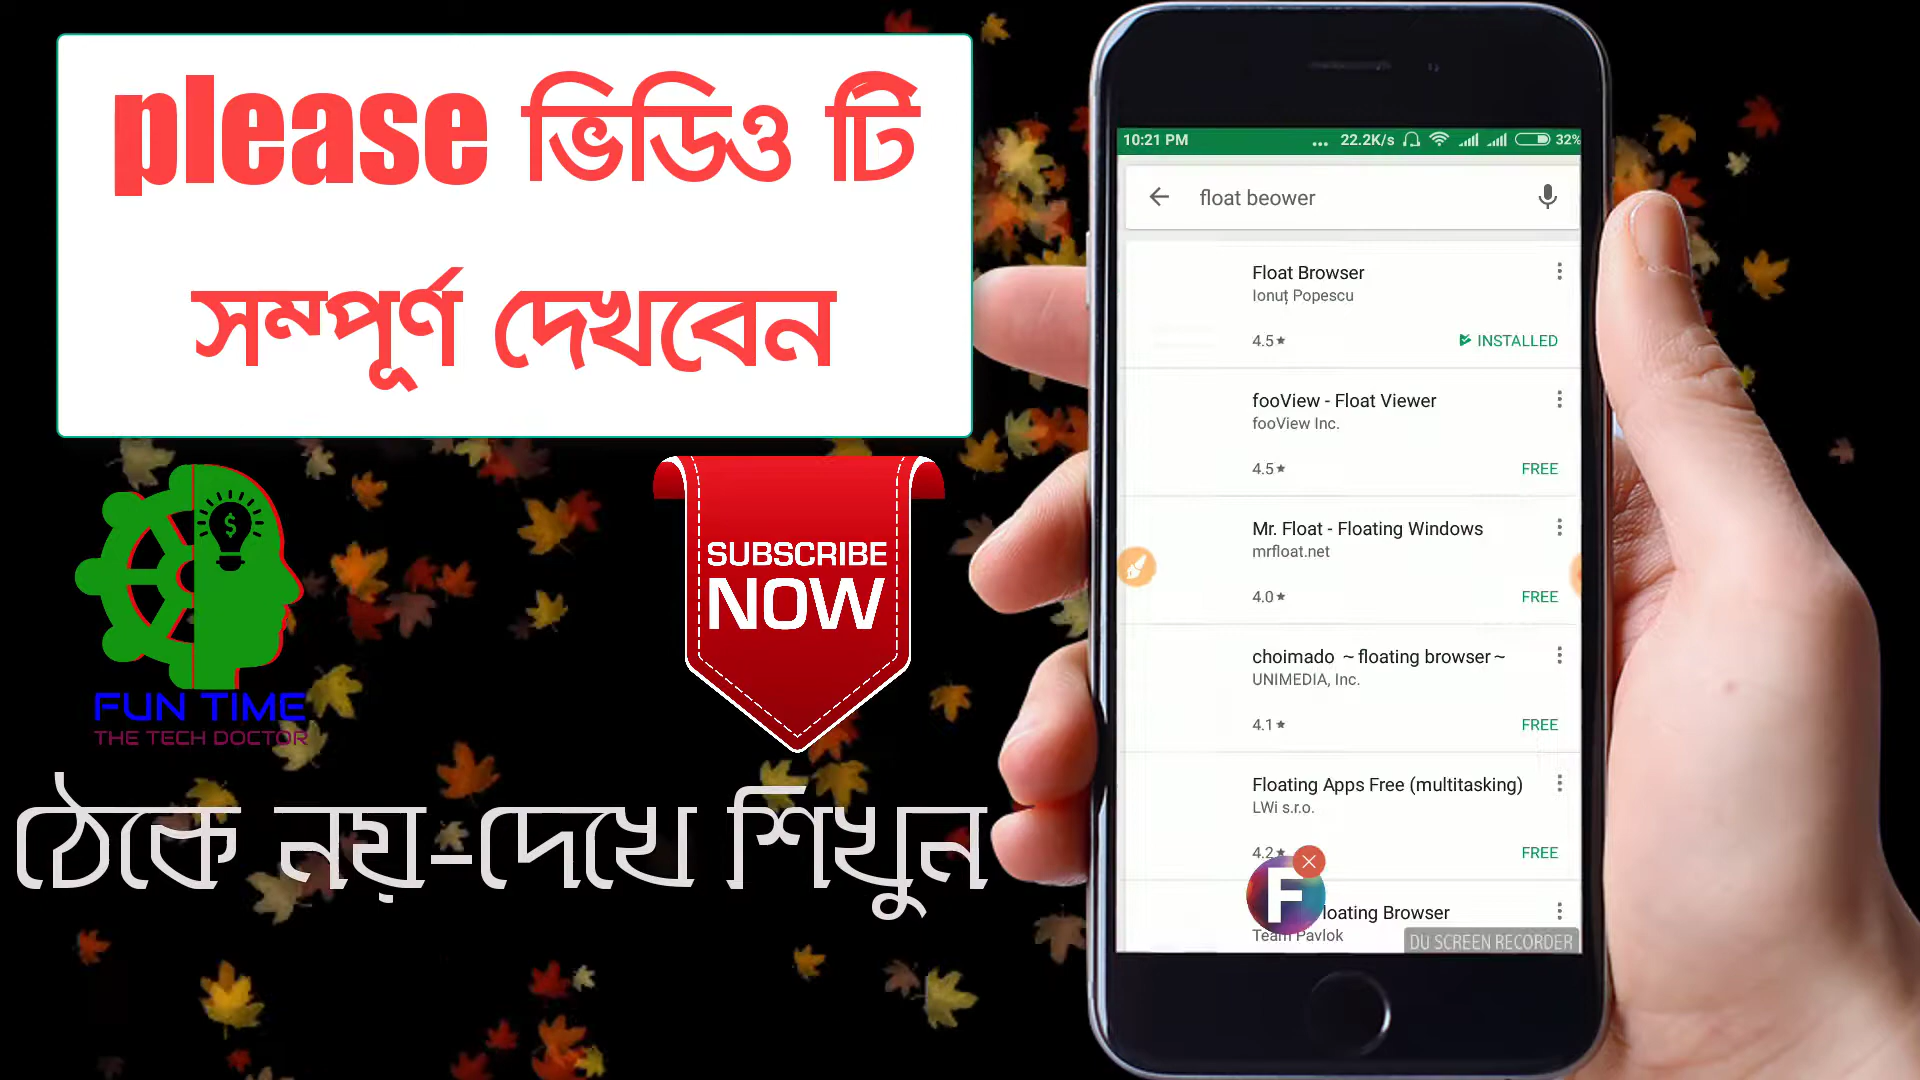 please ভিডিও টি
সম্পূর্ণ দেখবেন
FUN TIME
THE TECH DOCTOR
SUBSCRIBE
NOW
ঠেকে নয়-দেখে শিখুন
10:21 PM ... 22.2K/s 32%
float beower
Float Browser
Ionuț Popescu
4.5★ INSTALLED
fooView - Float Viewer
fooView Inc.
4.5★ FREE
Mr. Float - Floating Windows
mrfloat.net
4.0★ FREE
choimado ~floating browser~
UNIMEDIA, Inc.
4.1★ FREE
Floating Apps Free (multitasking)
LWi s.r.o.
4.2★ FREE
F
loating Browser
Team Pavlok
DU SCREEN RECORDER